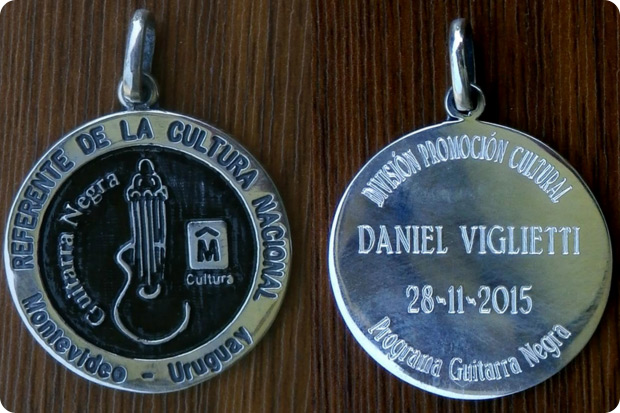 REFERENTE DE LA CULTURA NACIONAL
Guitarra Negra
M
Cultura
Montevideo - Uruguay
DIVISIÓN PROMOCIÓN CULTURAL
DANIEL VIGLIETTI
28-11-2015
Programa Guitarra Negra